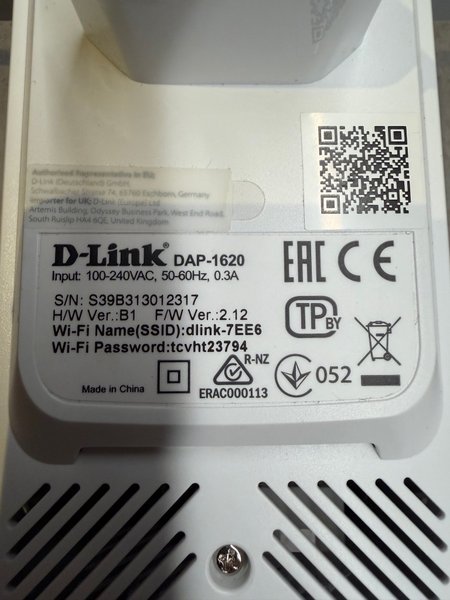 Authorised Representative in EU:
D-Link (Deutschland) GmbH,
Schwalbacher Strasse 74, 65760 Eschborn, Germany
Importer for UK: D-Link (Europe) Ltd
Artemis Building, Odyssey Business Park, West End Road,
South Ruislip HA4 6QE, United Kingdom
D-Link DAP-1620
Input: 100-240VAC, 50-60Hz, 0.3A
S/N: S39B313012317
H/W Ver.:B1 F/W Ver.: 2.12
Wi-Fi Name(SSID):dlink-7EE6
Wi-Fi Password:tcvht23794
Made in China
EAC CE
TP BY
R-NZ
ERAC000113
052